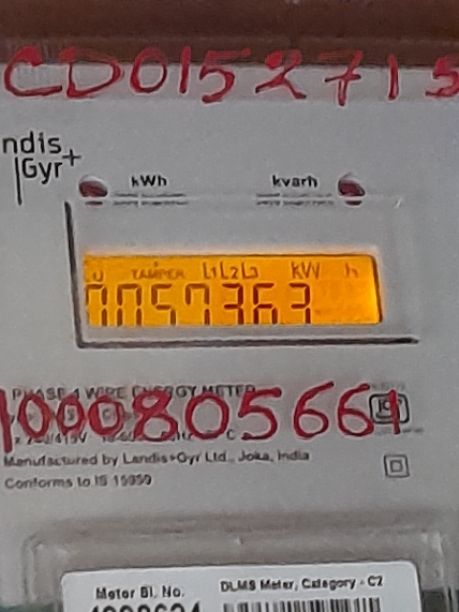 CD0152715
ndis
Gyr+
kWh kvarh
TAMPER L1L2L3 kW h
PHASE 4 WIRE ENERGY METER
1000805661
Manufactured by Landis+Gyr Ltd., Joka, India
Conforms to IS 15959
Meter Sl. No. DLMS Meter, Category - C2